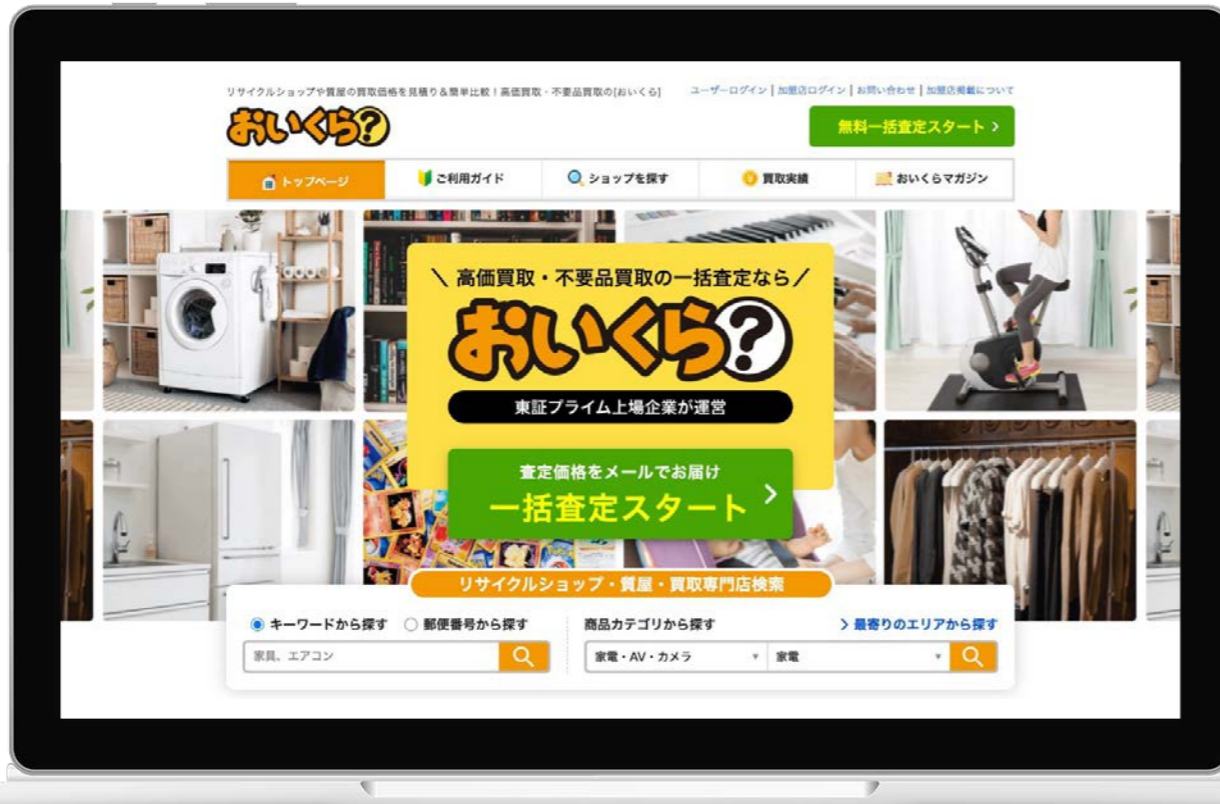 リサイクルショップや質屋の買取価格を見積り&簡単比較!高価買取・不要品買取の[おいくら]
ユーザーログイン | 加盟店ログイン | お問い合わせ | 加盟店掲載について
おいくら?
無料一括査定スタート >
トップページ
ご利用ガイド
ショップを探す
買取実績
おいくらマガジン
\ 高価買取・不要品買取の一括査定なら /
おいくら?
東証プライム上場企業が運営
査定価格をメールでお届け
一括査定スタート >
リサイクルショップ・質屋・買取専門店検索
キーワードから探す
郵便番号から探す
商品カテゴリから探す
> 最寄りのエリアから探す
家具、エアコン
家電・AV・カメラ
家電